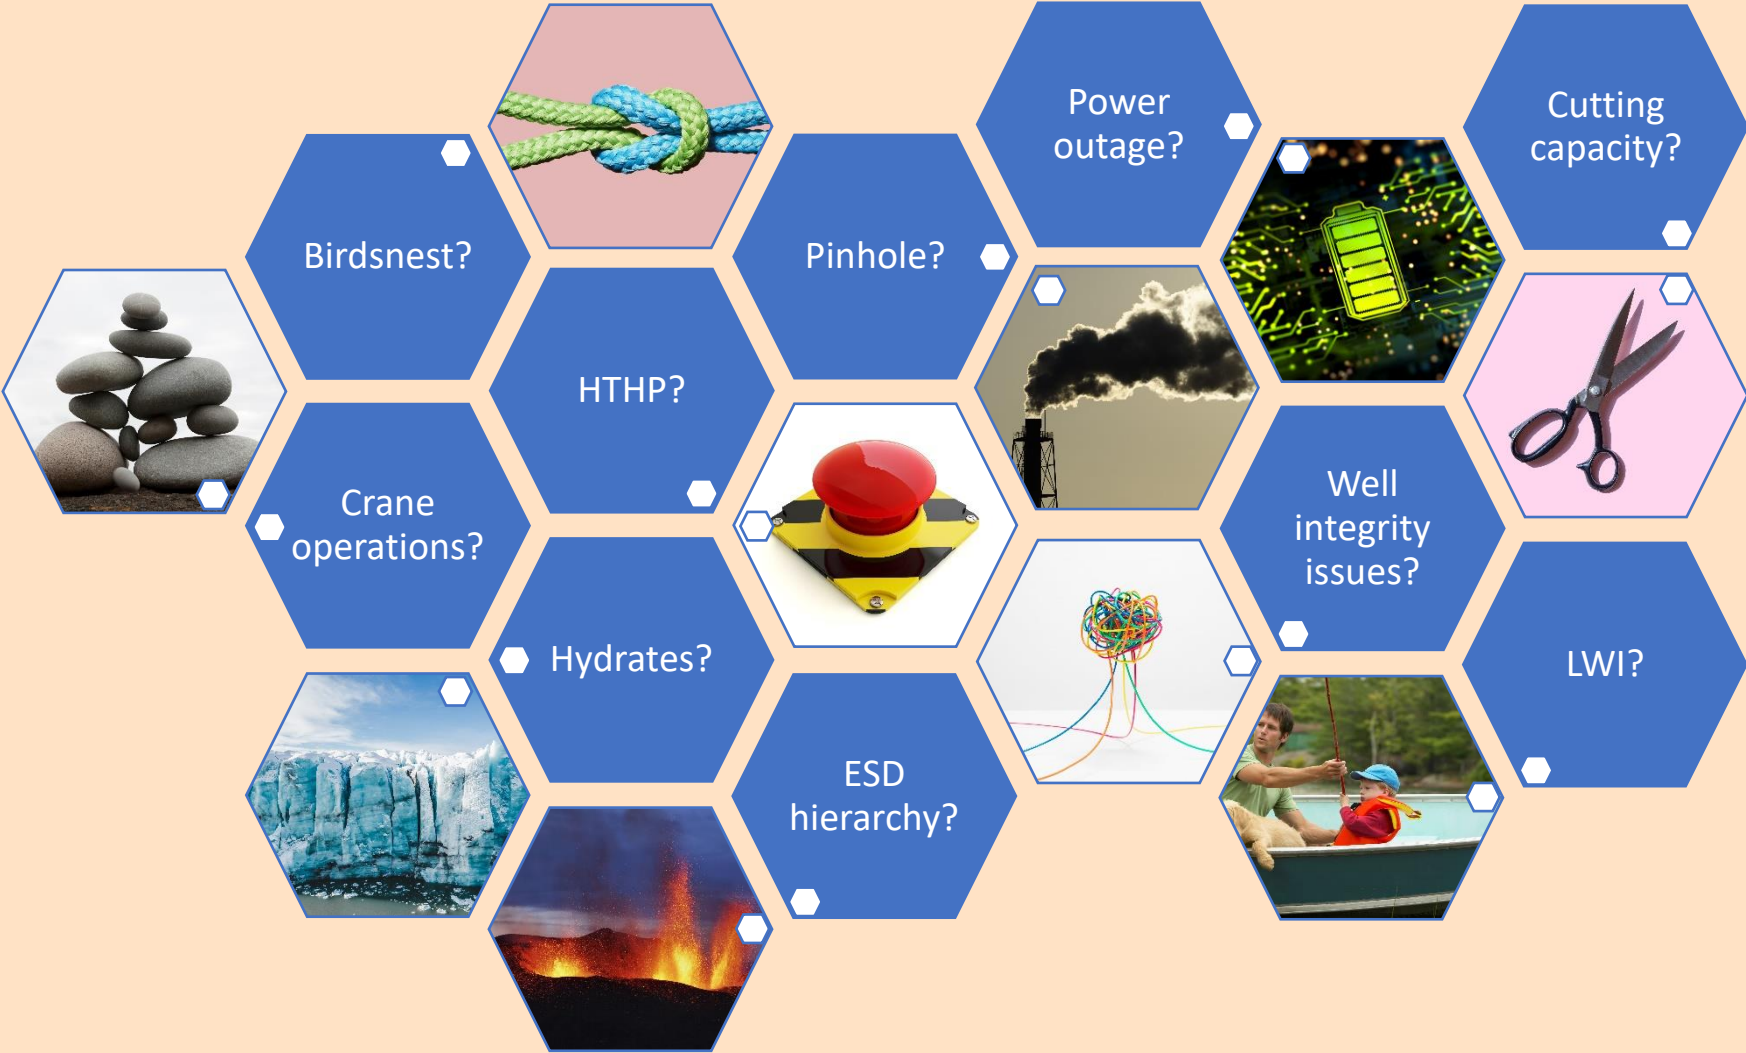 Power
outage?
Cutting
capacity?
Birdsnest?
Pinhole?
HTHP?
Crane
operations?
Well
integrity
issues?
Hydrates?
LWI?
ESD
hierarchy?